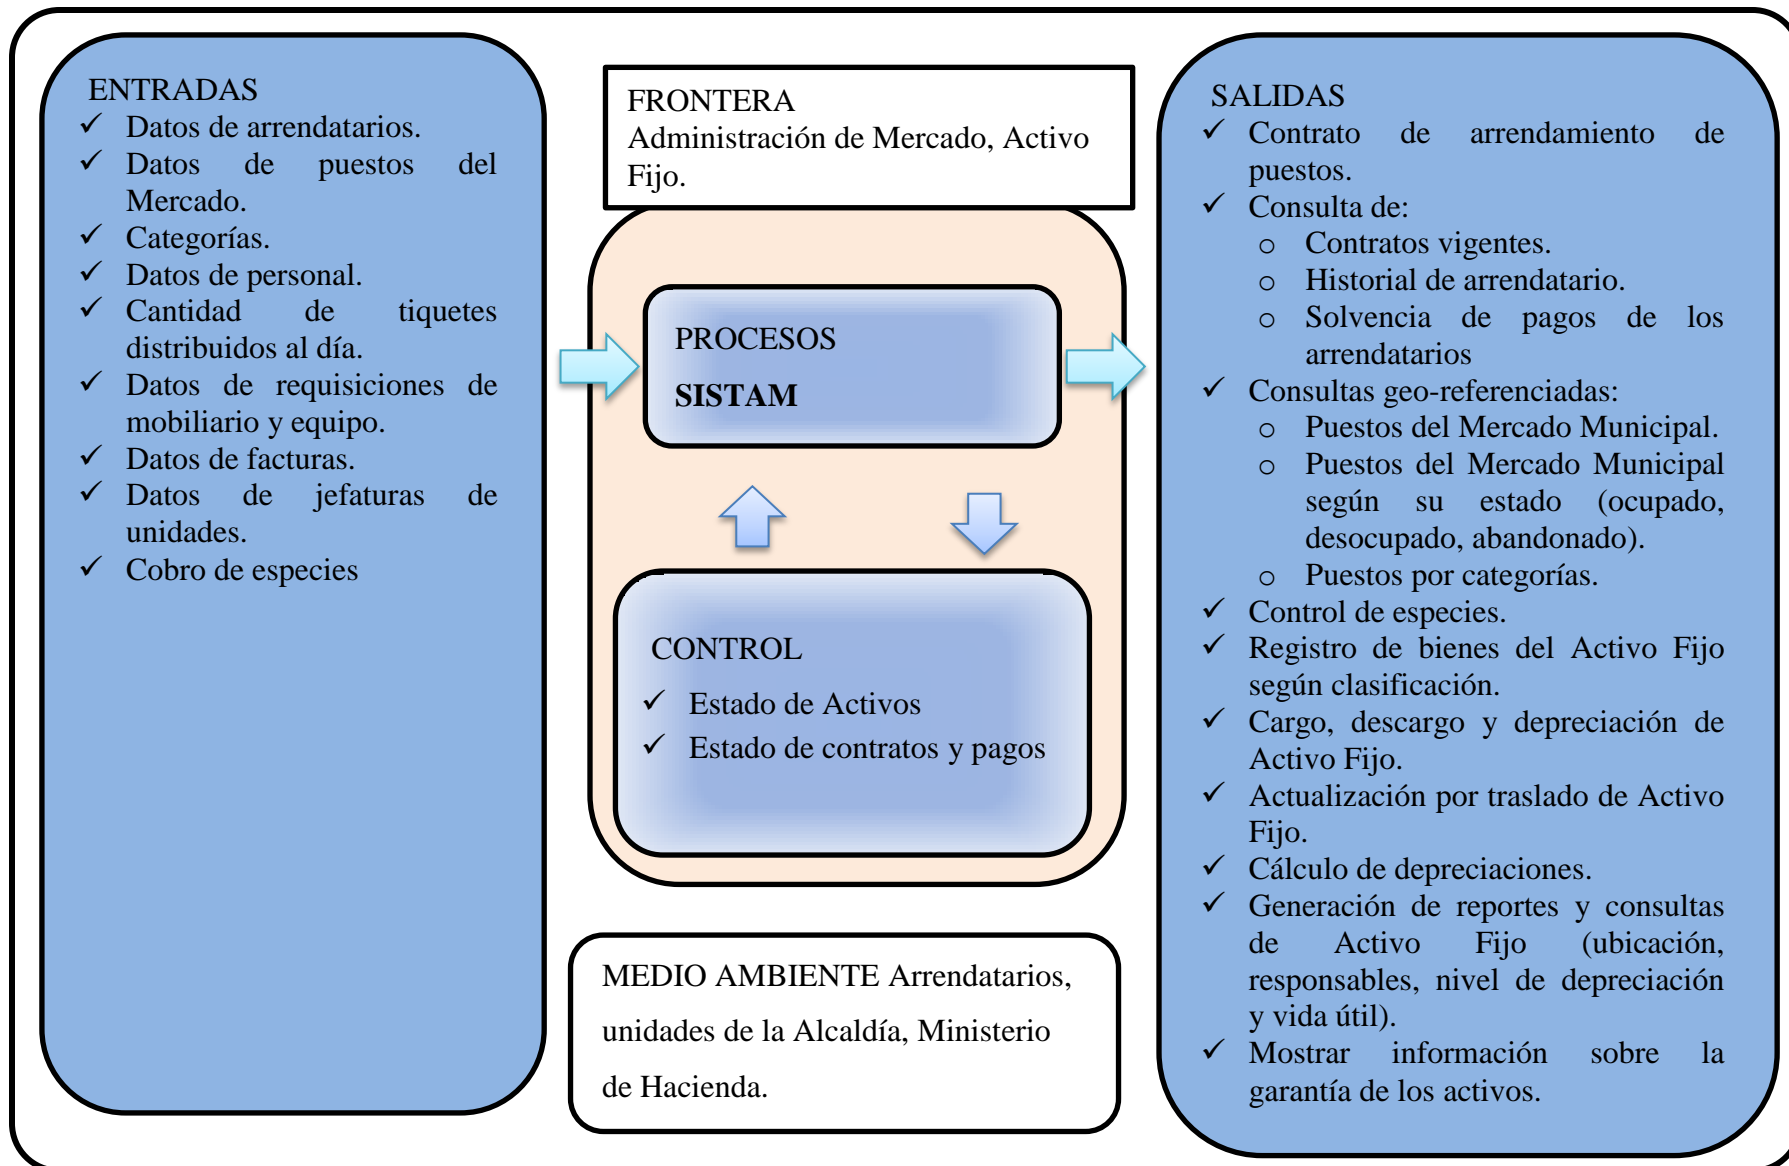 ENTRADAS
✓ Datos de arrendatarios.
✓ Datos de puestos del
Mercado.
✓ Categorías.
✓ Datos de personal.
✓ Cantidad de tiquetes
distribuidos al día.
✓ Datos de requisiciones de
mobiliario y equipo.
✓ Datos de facturas.
✓ Datos de jefaturas de
unidades.
✓ Cobro de especies
FRONTERA
Administración de Mercado, Activo
Fijo.
PROCESOS
SISTAM
CONTROL
✓ Estado de Activos
✓ Estado de contratos y pagos
MEDIO AMBIENTE Arrendatarios,
unidades de la Alcaldía, Ministerio
de Hacienda.
SALIDAS
✓ Contrato de arrendamiento de
puestos.
✓ Consulta de:
o Contratos vigentes.
o Historial de arrendatario.
o Solvencia de pagos de los
arrendatarios
✓ Consultas geo-referenciadas:
o Puestos del Mercado Municipal.
o Puestos del Mercado Municipal
según su estado (ocupado,
desocupado, abandonado).
o Puestos por categorías.
✓ Control de especies.
✓ Registro de bienes del Activo Fijo
según clasificación.
✓ Cargo, descargo y depreciación de
Activo Fijo.
✓ Actualización por traslado de Activo
Fijo.
✓ Cálculo de depreciaciones.
✓ Generación de reportes y consultas
de Activo Fijo (ubicación,
responsables, nivel de depreciación
y vida útil).
✓ Mostrar información sobre la
garantía de los activos.